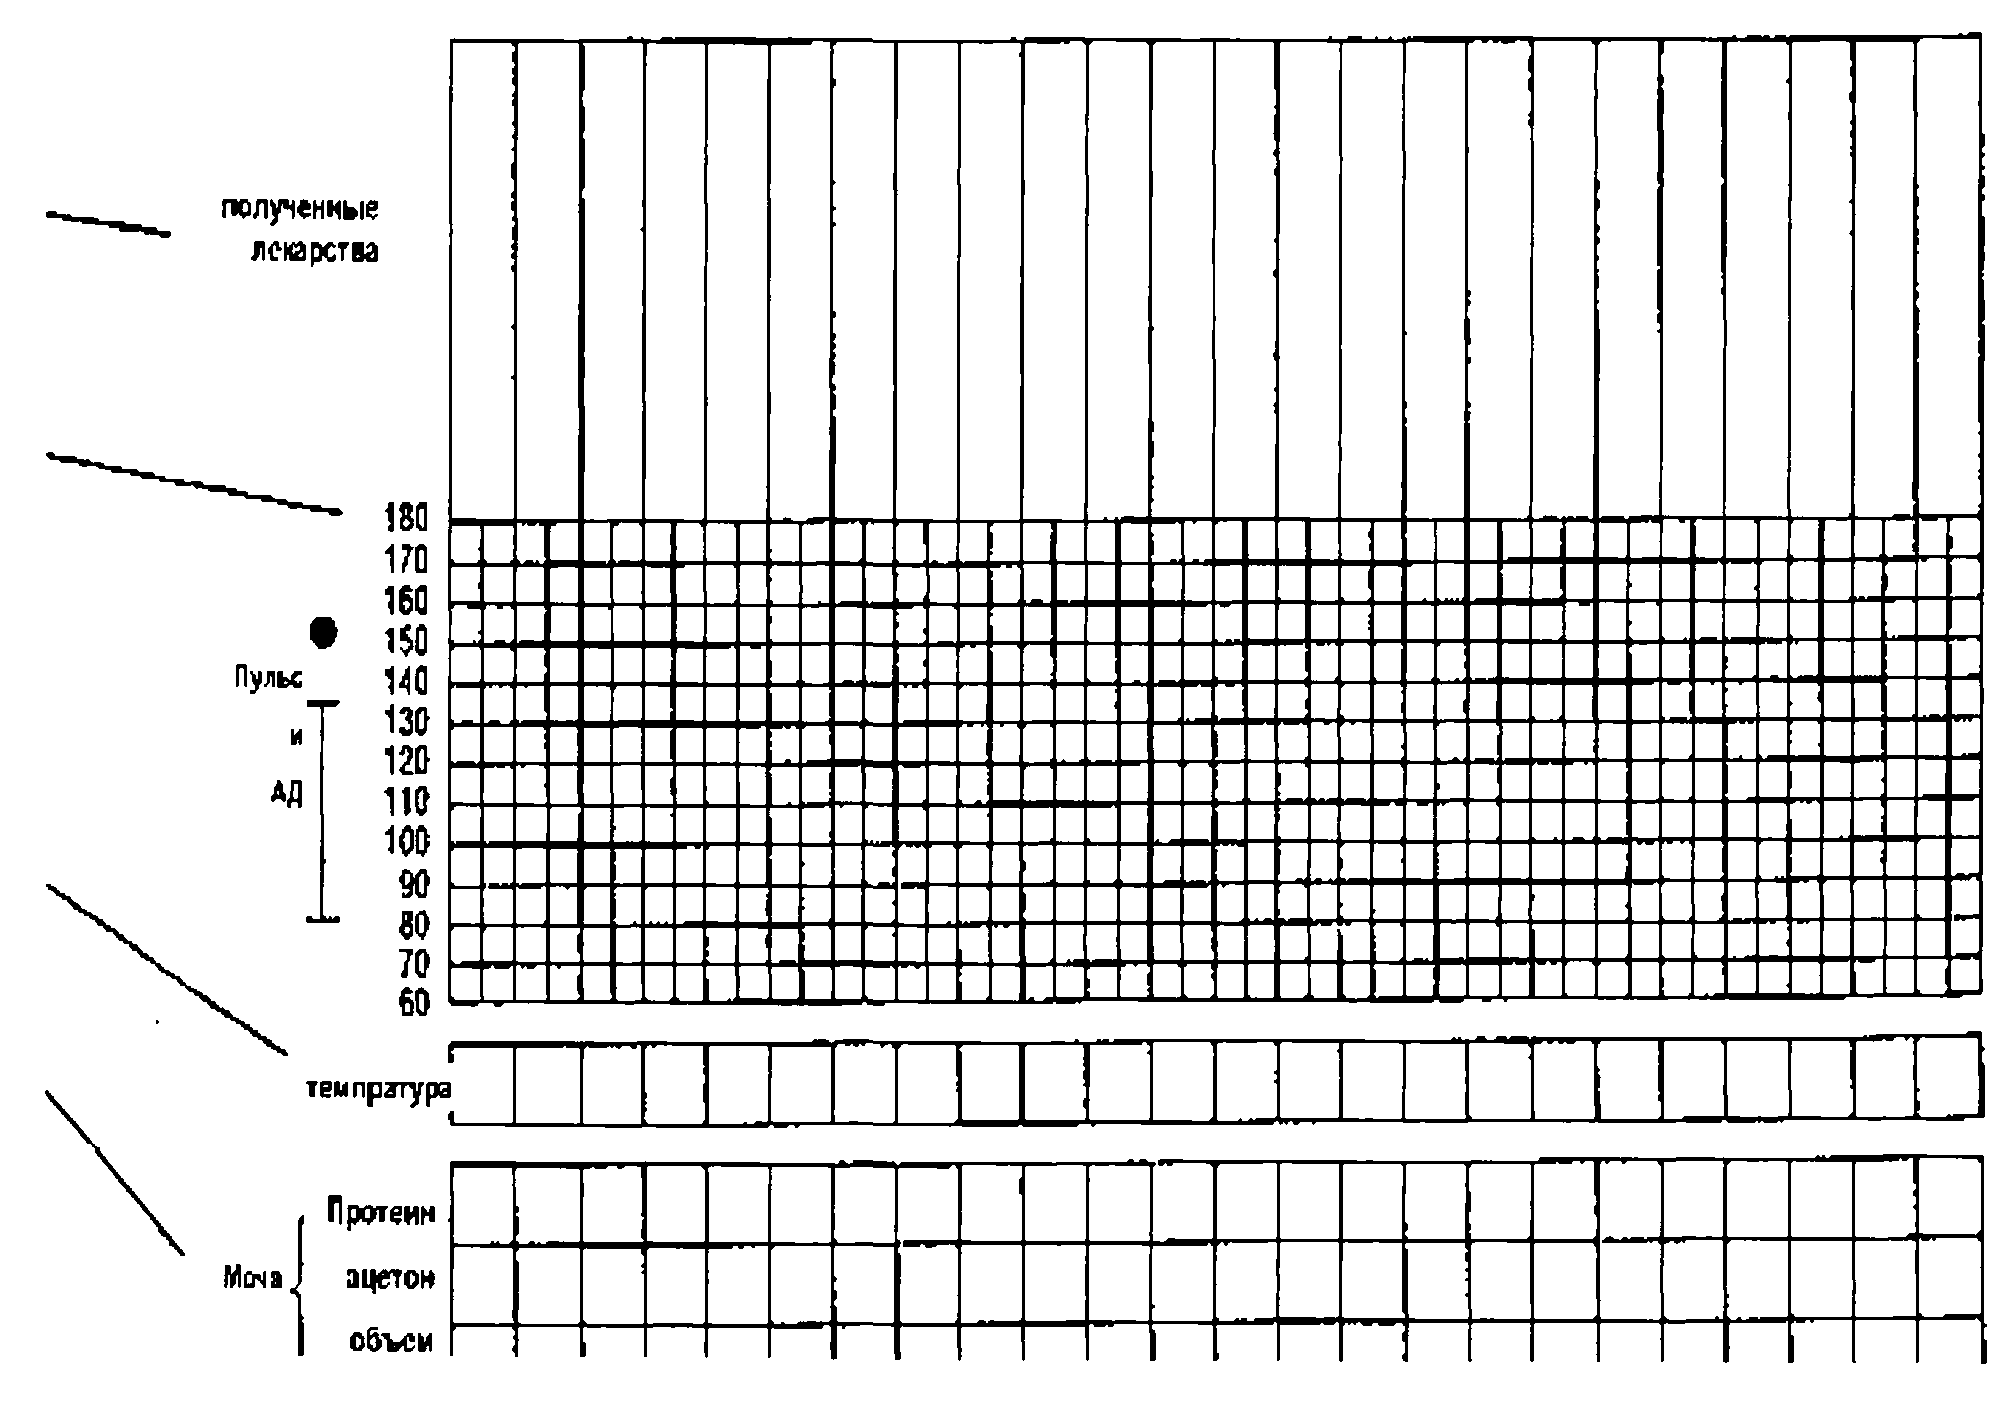 полученные
лекарства
180
170
160
150
Пульс 140
130
и
120
АД 110
100
90
80
70
60
темпратура
Протеин
Моча ацетон
объем